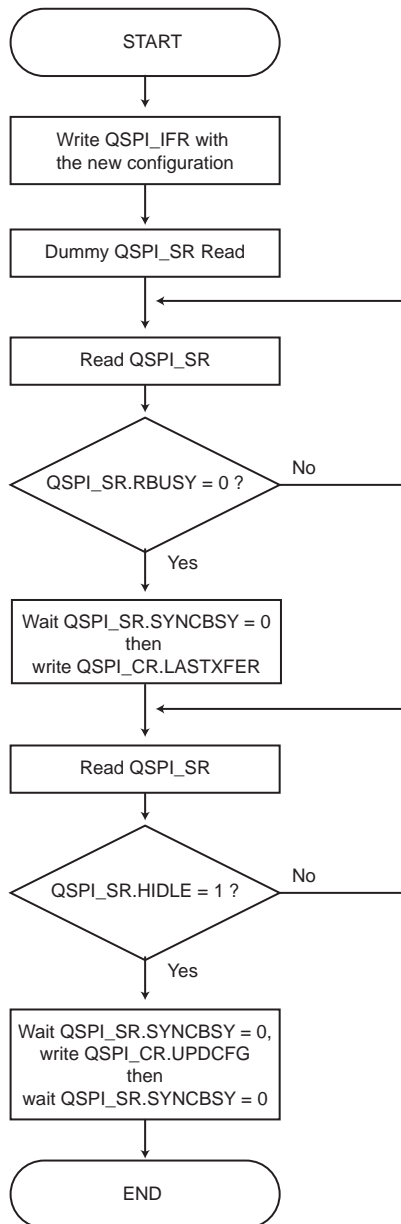 START
Write QSPI_IFR with
the new configuration
Dummy QSPI_SR Read
Read QSPI_SR
QSPI_SR.RBUSY = 0 ?
No
Yes
Wait QSPI_SR.SYNCBSY = 0
then
write QSPI_CR.LASTXFER
Read QSPI_SR
QSPI_SR.HIDLE = 1 ?
No
Yes
Wait QSPI_SR.SYNCBSY = 0,
write QSPI_CR.UPDCFG
then
wait QSPI_SR.SYNCBSY = 0
END